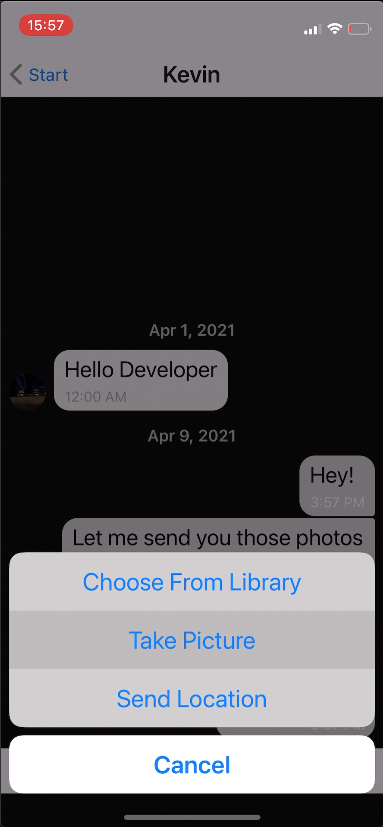 15:57
Start
Kevin
Apr 1, 2021
Hello Developer
12:00 AM
Apr 9, 2021
Hey!
3:57 PM
Let me send you those photos
Choose From Library
Take Picture
Send Location
Cancel